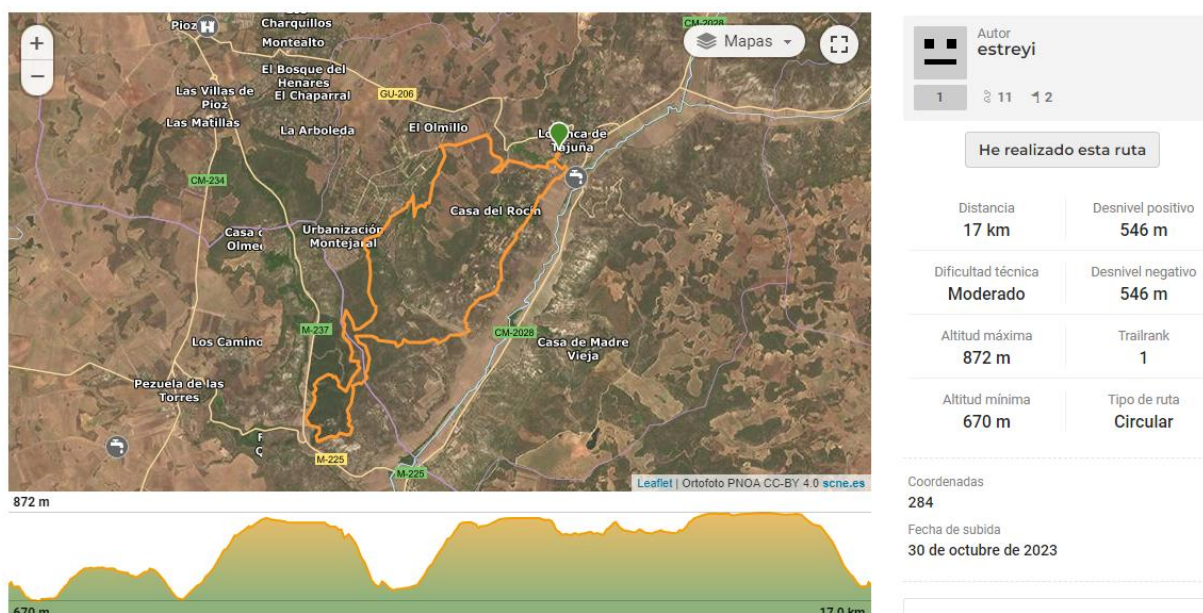 Pioz
Charquillos
Montealto
CM-2028
+
−
Mapas
El Bosque del
Henares
El Chaparral
Las Villas de
Pioz
GU-206
Las Matillas
La Arboleda
El Olmillo
Tajuña
CM-234
Casa del Rocín
Urbanización
Montejaral
Casa
Olme
M-237
CM-2028
Los Camino
Casa de Madre
Vieja
Pezuela de las
Torres
M-225
M-225
Leaflet | Ortofoto PNOA CC-BY 4.0 scne.es
872 m
670 m
17.0 km
Autor
estreyi
1
11
2
He realizado esta ruta
Distancia
17 km
Desnivel positivo
546 m
Dificultad técnica
Moderado
Desnivel negativo
546 m
Altitud máxima
872 m
Trailrank
1
Altitud mínima
670 m
Tipo de ruta
Circular
Coordenadas
284
Fecha de subida
30 de octubre de 2023